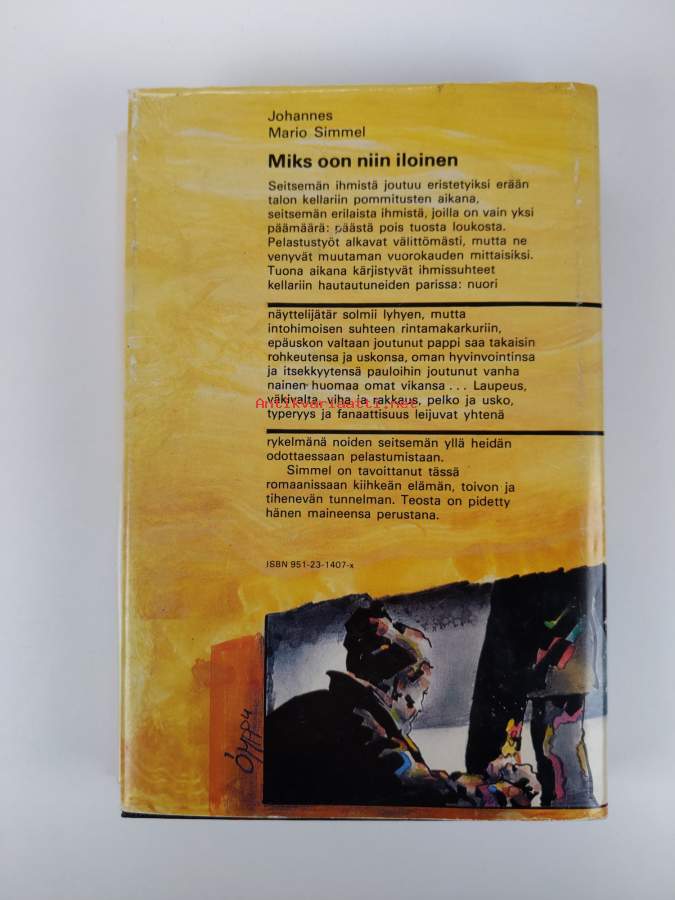 Johannes
Mario Simmel
Miks oon niin iloinen
Seitsemän ihmistä joutuu eristetyiksi erään
talon kellariin pommitusten aikana,
seitsemän erilaista ihmistä, joilla on vain yksi
päämäärä: päästä pois tuosta loukosta.
Pelastustyöt alkavat välittömästi, mutta ne
venyvät muutaman vuorokauden mittaisiksi.
Tuona aikana kärjistyvät ihmissuhteet
kellariin hautautuneiden parissa: nuori
näyttelijätär solmii lyhyen, mutta
intohimoisen suhteen rintamakarkuriin,
epäuskon valtaan joutunut pappi saa takaisin
rohkeutensa ja uskonsa, oman hyvinvointinsa
ja itsekkyytensä pauloihin joutunut vanha
nainen huomaa omat vikansa ... Laupeus,
väkivalta, viha ja rakkaus, pelko ja usko,
Antikvariaatti.net
typeryys ja fanaattisuus leijuvat yhtenä
rykelmänä noiden seitsemän yllä heidän
odottaessaan pelastumistaan.
Simmel on tavoittanut tässä
romaanissaan kiihkeän elämän, toivon ja
tihenevän tunnelman. Teosta on pidetty
hänen maineensa perustana.
ISBN 951-23-1407-x